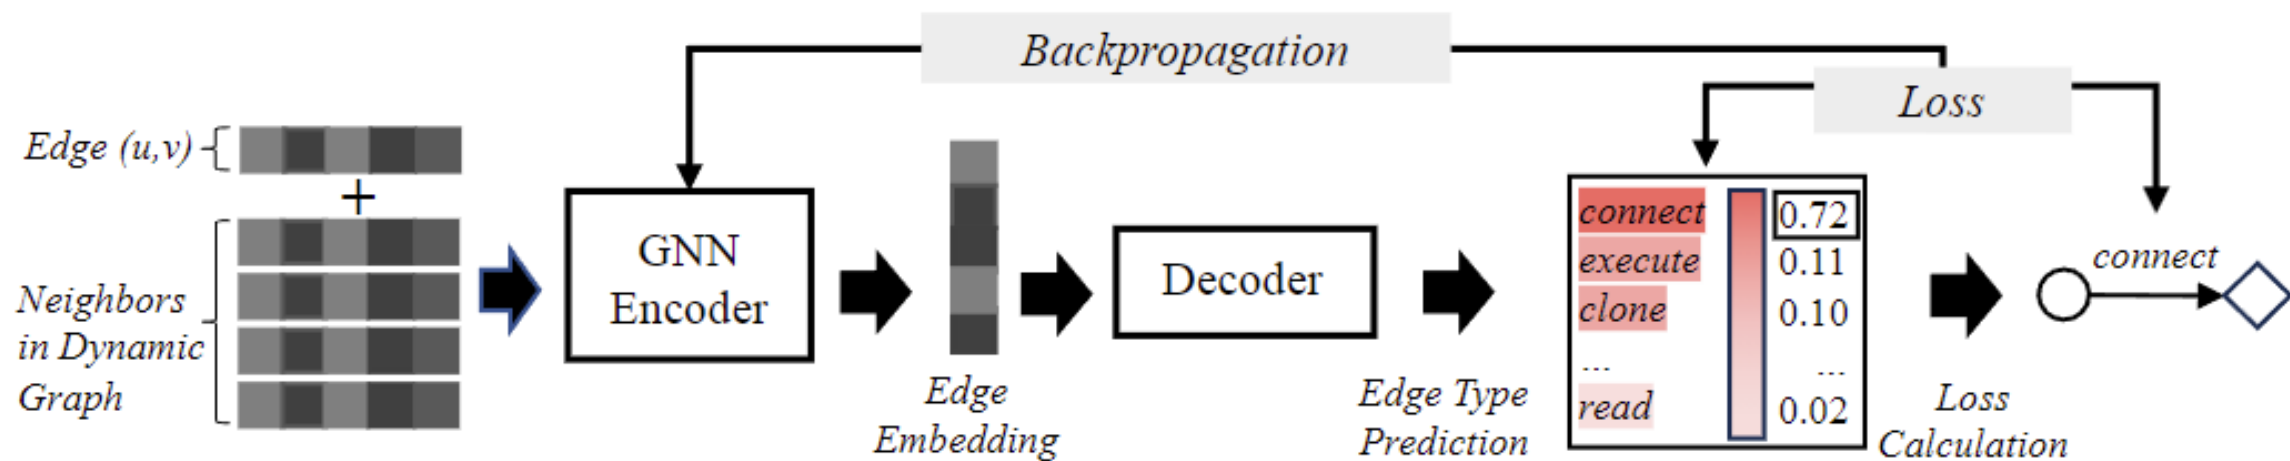 Backpropagation
Loss
Edge (u,v)
+
Neighbors
in Dynamic
Graph
GNN
Encoder
Edge
Embedding
Decoder
Edge Type
Prediction
connect 0.72
execute 0.11
clone 0.10
... ...
read 0.02
Loss
Calculation
connect